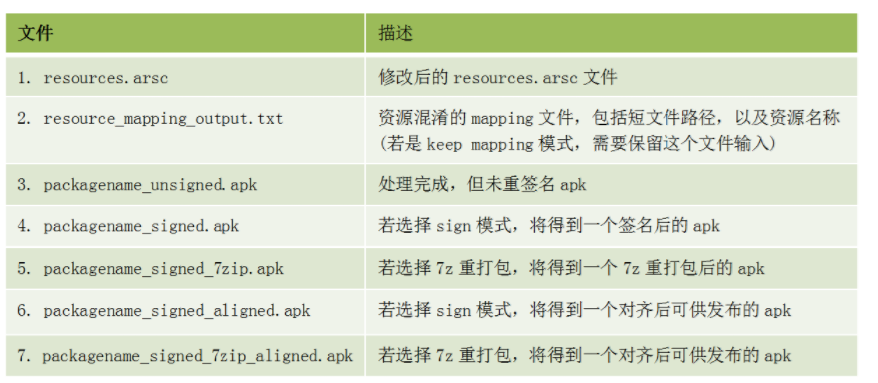 文件 描述
1. resources.arsc 修改后的 resources.arsc 文件
2. resource_mapping_output.txt 资源混淆的 mapping 文件，包括短文件路径，以及资源名称
(若是 keep mapping 模式，需要保留这个文件输入)
3. packagename_unsigned.apk 处理完成，但未重签名 apk
4. packagename_signed.apk 若选择 sign 模式，将得到一个签名后的 apk
5. packagename_signed_7zip.apk 若选择 7z 重打包，将得到一个 7z 重打包后的 apk
6. packagename_signed_aligned.apk 若选择 sign 模式，将得到一个对齐后可供发布的 apk
7. packagename_signed_7zip_aligned.apk 若选择 7z 重打包，将得到一个对齐后可供发布的 apk